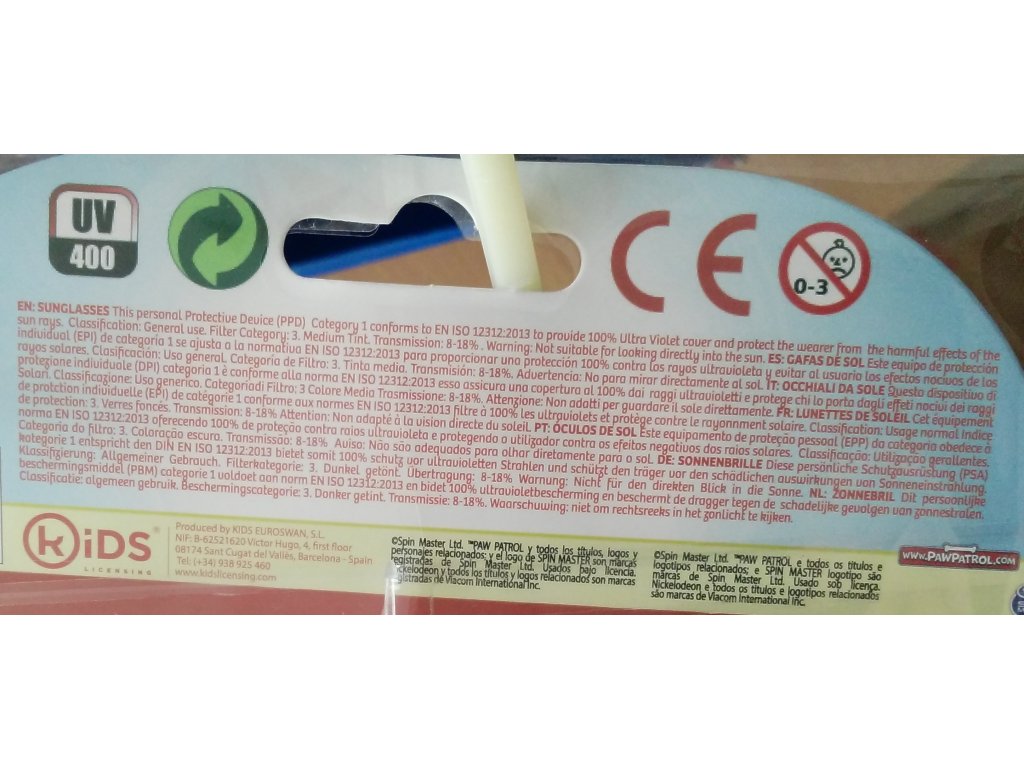 UV
400
0-3
EN: SUNGLASSES This personal Protective Device (PPD) Category 1 conforms to EN ISO 12312:2013 to provide 100% Ultra Violet cover and protect the wearer from the harmful effects of the
sun rays. Classification: General use. Filter Category: 3. Medium Tint. Transmission: 8-18% . Warning: Not suitable for looking directly into the sun. ES: GAFAS DE SOL Este equipo de protección
individual (EPI) de categoria 1 se ajusta a la normativa EN ISO 12312:2013 para proporcionar una protección 100% contra los rayos ultravioleta y evitar al usuario los efectos nocivos de los
rayos solares. Clasificación: Uso general. Categoria de Filtro: 3. Tinta media. Transmisión: 8-18%. Advertencia: No para mirar directamente al sol. IT: OCCHIALI DA SOLE Questo dispositivo di
protezione individuale (DPI) categoria 1 è conforme alla norma EN ISO 12312:2013 esso assicura una copertura al 100% dai raggi ultravioletti e protege chi lo porta dagli effeti nocivi dei raggi
Solari. Classificazione: Uso generico. Categoriadi Filtro: 3 Colore Media Transmissione: 8-18%. Attenzione: Non adatti per guardare il sole direttamente. FR: LUNETTES DE SOLEIL Cet équipement
de protction individuelle (EPI) de catégorie 1 conforme aux normes EN ISO 12312:2013 filtre à 100% les ultraviolets et protége contre le rayonnment solaire. Classification: Usage normal Indice
de protection: 3. Verres foncés. Transmission: 8-18% Attention: Non adapté à la vision directe du soleil. PT: ÓCULOS DE SOL Este equipamento de proteção pessoal (EPP) da categoria obedece à
norma EN ISO 12312:2013 oferecendo 100% de proteção contra raios ultravioleta e protegendo o utilizador contra os efeitos negativos dos raios solares. Classificação: Utilização gerallentes.
Categoria do filtro: 3. Coloração escura. Transmissão: 8-18% Aviso: Não são adequados para olhar diretamente para o sol. DE: SONNENBRILLE Diese persönliche Schutzausrüstung (PSA)
kategorie 1 entspricht den DIN EN ISO 12312:2013 bietet somit 100% schutz vor ultravioletten Strahlen und schützt den träger vor den schädlichen auswirkungen von Sonneneinstrahlung.
Klassifizierung: Allgemeiner Gebrauch. Filterkategorie: 3. Dunkel getönt. Übertragung: 8-18% Warnung: Nicht für den direkten Blick in die Sonne. NL: ZONNEBRIL Dit persoonlijke
beschermingsmiddel (PBM) categorie 1 voldoet aan norm EN ISO 12312:2013 en bidet 100% ultravioletbescherming en beschermt de dragger tegen de schadelijke gevolgen van zonnestralen.
Classificatie: algemeen gebruik. Beschermingscategorie: 3. Donker getint. Transmissie: 8-18%. Waarschuwing: niet om rechtsreeks in het zonlicht te kijken.
KiDS
LICENSING
Produced by KIDS EUROSWAN, S.L.
NIF: B-62521620 Victor Hugo, 4, first floor
08174 Sant Cugat del Vallès, Barcelona - Spain
Tel: (+34) 938 925 460
www.kidslicensing.com
©Spin Master Ltd. ™PAW PATROL y todos los títulos, logos y
personajes relacionados; y el logo de SPIN MASTER son marcas
registradas de Spin Master Ltd. Usados bajo licencia.
Nickelodeon y todos los títulos y logos relacionados son marcas
registradas de Viacom International Inc.
©Spin Master Ltd. ™PAW PATROL e todos os títulos e
logotipos relacionados; e SPIN MASTER logotipo são
marcas de Spin Master Ltd. Usado sob licença.
Nickelodeon e todos os títulos e logotipos relacionados
são marcas de Viacom International Inc.
www.PAWPATROL.com